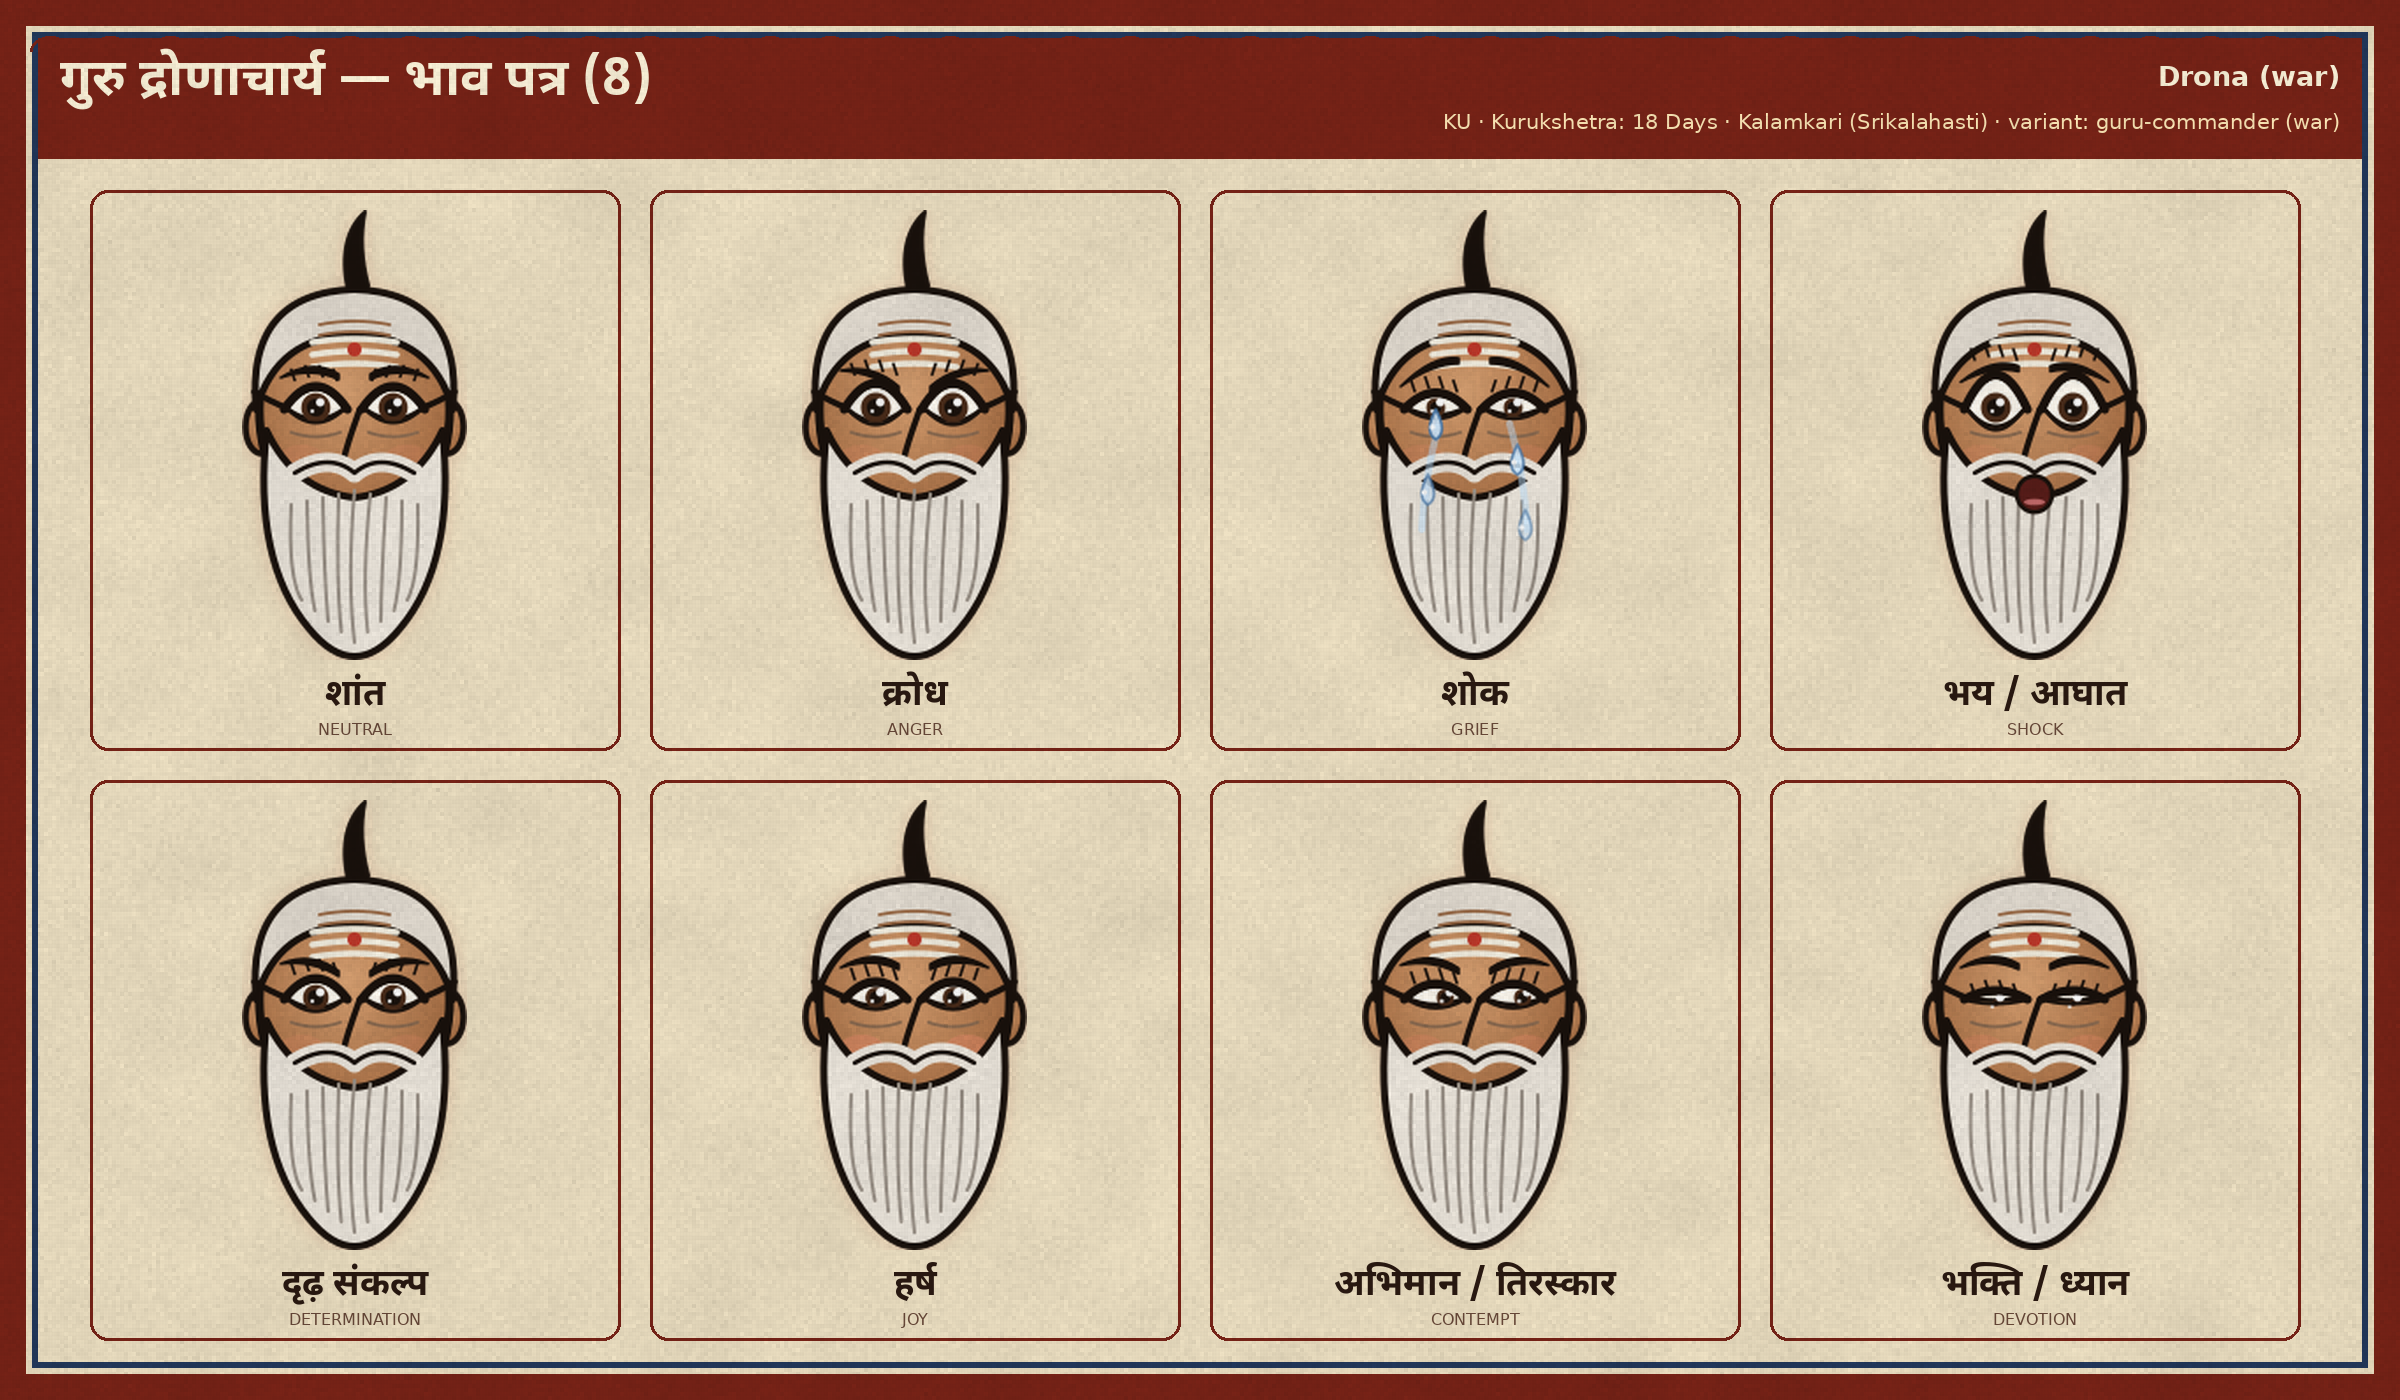 गुरु द्रोणाचार्य — भाव पत्र (8)
Drona (war)
KU · Kurukshetra: 18 Days · Kalamkari (Srikalahasti) · variant: guru-commander (war)
शांत
NEUTRAL
क्रोध
ANGER
शोक
GRIEF
भय / आघात
SHOCK
दृढ़ संकल्प
DETERMINATION
हर्ष
JOY
अभिमान / तिरस्कार
CONTEMPT
भक्ति / ध्यान
DEVOTION